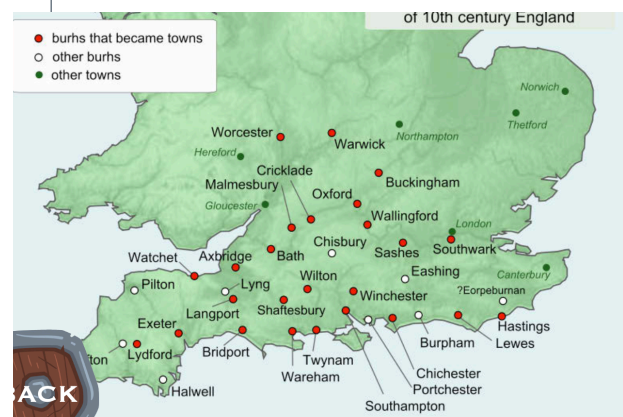 of 10th century England
burhs that became towns
other burhs
other towns
Norwich
Thetford
Northampton
Worcester
Warwick
Hereford
Cricklade
Malmesbury
Buckingham
Oxford
Gloucester
Wallingford
London
Chisbury
Sashes
Southwark
Watchet
Axbridge
Bath
Canterbury
Eashing
Pilton
Lyng
Wilton
?Eorpeburnan
Winchester
Langport
Shaftesbury
Exeter
Hastings
Lydford
Bridport
Burpham
Lewes
Twynam
Wareham
Chichester
Portchester
Halwell
Southampton
BACK